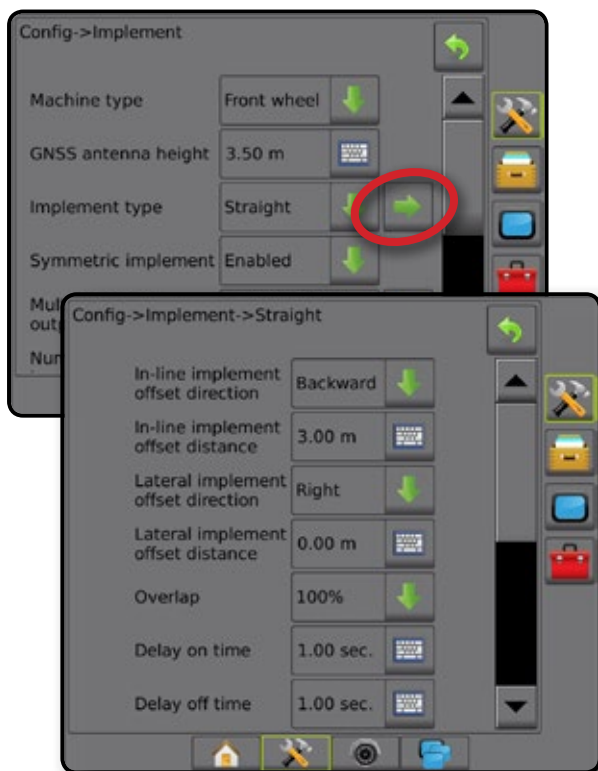 Config->Implement
Machine type Front wheel
GNSS antenna height 3.50 m
Implement type Straight
Symmetric implement Enabled
Config->Implement->Straight
In-line implement
offset direction Backward
In-line implement
offset distance 3.00 m
Lateral implement
offset direction Right
Lateral implement
offset distance 0.00 m
Overlap 100%
Delay on
time 1.00 sec.
Delay off
time 1.00 sec.